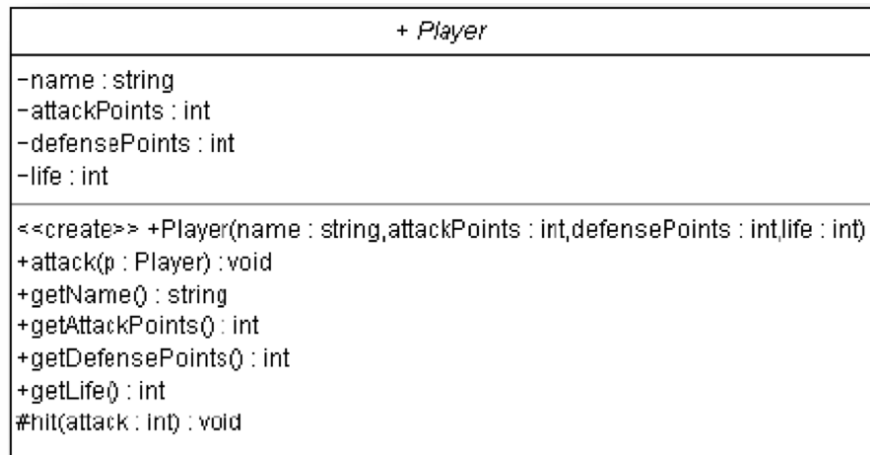 + Player
-name : string
-attackPoints : int
-defensePoints : int
-life : int
<<create>> +Player(name : string,attackPoints : int,defensePoints : int,life : int)
+attack(p : Player) : void
+getName() : string
+getAttackPoints() : int
+getDefensePoints() : int
+getLife() : int
#hit(attack : int) : void